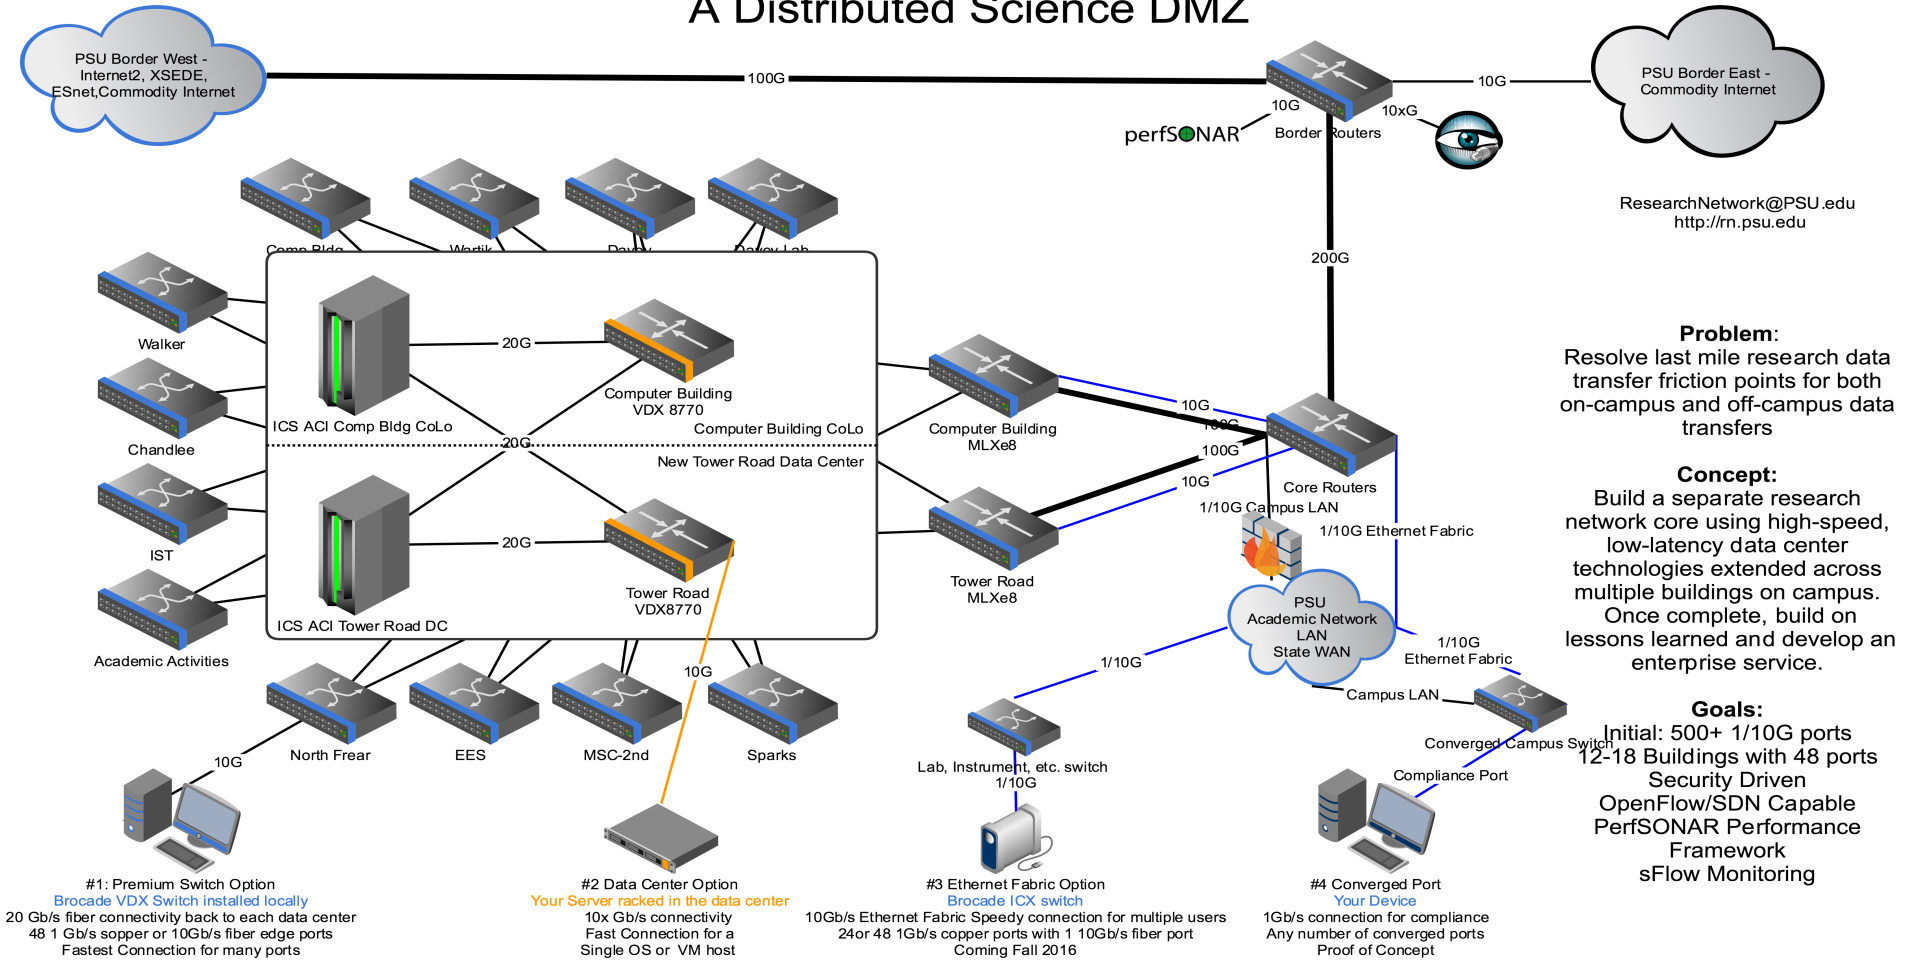 A Distributed Science DMZ
PSU Border West -
Internet2, XSEDE,
ESnet,Commodity Internet
100G
10G
PSU Border East -
Commodity Internet
10G
10xG
perfSONAR
Border Routers
ResearchNetwork@PSU.edu
http://rn.psu.edu
200G
Comp Bldg
Wartik
Davey
Davey Lab
Walker
Chandlee
IST
Academic Activities
20G
Computer Building
VDX 8770
ICS ACI Comp Bldg CoLo
Computer Building CoLo
20G
New Tower Road Data Center
20G
Tower Road
VDX8770
ICS ACI Tower Road DC
Computer Building
MLXe8
Tower Road
MLXe8
10G
100G
100G
10G
Core Routers
1/10G Campus LAN
1/10G Ethernet Fabric
PSU
Academic Network
LAN
State WAN
1/10G
Ethernet Fabric
1/10G
Campus LAN
Converged Campus Switch
Compliance Port
Lab, Instrument, etc. switch
1/10G
North Frear
EES
MSC-2nd
Sparks
10G
10G
Problem:
Resolve last mile research data
transfer friction points for both
on-campus and off-campus data
transfers
Concept:
Build a separate research
network core using high-speed,
low-latency data center
technologies extended across
multiple buildings on campus.
Once complete, build on
lessons learned and develop an
enterprise service.
Goals:
Initial: 500+ 1/10G ports
12-18 Buildings with 48 ports
Security Driven
OpenFlow/SDN Capable
PerfSONAR Performance
Framework
sFlow Monitoring
#1: Premium Switch Option
Brocade VDX Switch installed locally
20 Gb/s fiber connectivity back to each data center
48 1 Gb/s sopper or 10Gb/s fiber edge ports
Fastest Connection for many ports
#2 Data Center Option
Your Server racked in the data center
10x Gb/s connectivity
Fast Connection for a
Single OS or VM host
#3 Ethernet Fabric Option
Brocade ICX switch
10Gb/s Ethernet Fabric Speedy connection for multiple users
24or 48 1Gb/s copper ports with 1 10Gb/s fiber port
Coming Fall 2016
#4 Converged Port
Your Device
1Gb/s connection for compliance
Any number of converged ports
Proof of Concept